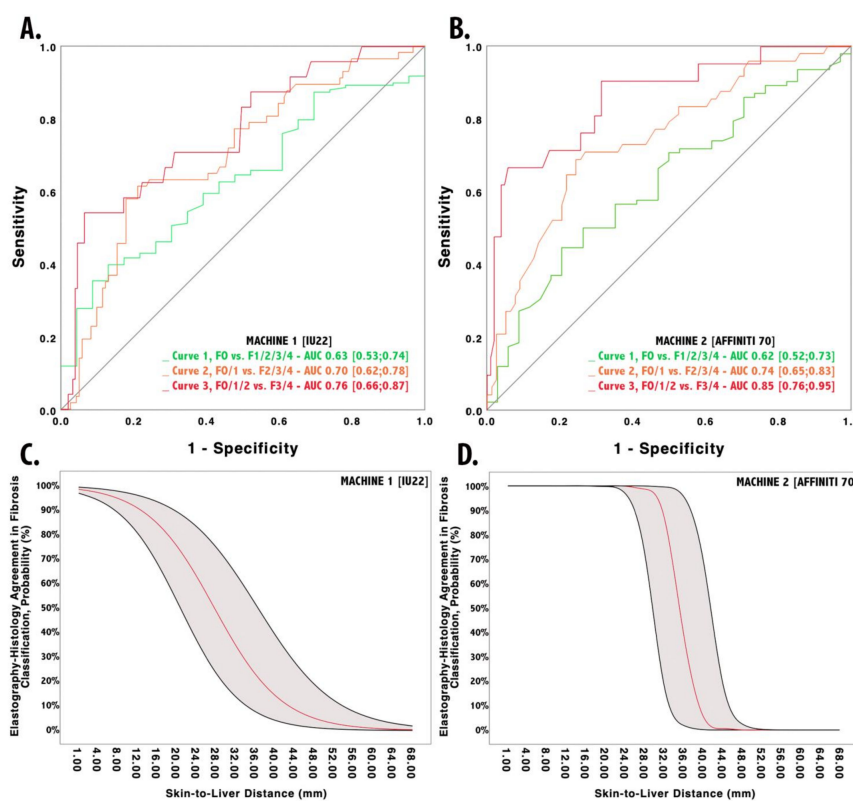 A.
1.0
0.8
0.6
0.4
0.2
0.0
Sensitivity
MACHINE 1 [IU22]
_ Curve 1, FO vs. F1/2/3/4 - AUC 0.63 [0.53;0.74]
_ Curve 2, FO/1 vs. F2/3/4 - AUC 0.70 [0.62;0.78]
_ Curve 3, FO/1/2 vs. F3/4 - AUC 0.76 [0.66;0.87]
0.0 0.2 0.4 0.6 0.8 1.0
1 - Specificity
B.
1.0
0.8
0.6
0.4
0.2
0.0
Sensitivity
MACHINE 2 [AFFINITI 70]
_ Curve 1, FO vs. F1/2/3/4 - AUC 0.62 [0.52;0.73]
_ Curve 2, FO/1 vs. F2/3/4 - AUC 0.74 [0.65;0.83]
_ Curve 3, FO/1/2 vs. F3/4 - AUC 0.85 [0.76;0.95]
0.0 0.2 0.4 0.6 0.8 1.
1 - Specificity
C.
MACHINE 1 [IU22]
100%
90%
80%
70%
60%
50%
40%
30%
20%
10%
0%
Elastography-Histology Agreement in Fibrosis
Classification, Probability (%)
1.00 4.00 8.00 12.00 16.00 20.00 24.00 28.00 32.00 36.00 40.00 44.00 48.00 52.00 56.00 60.00 64.00 68.00
Skin-to-Liver Distance (mm)
D.
MACHINE 2 [AFFINITI 70]
100%
90%
80%
70%
60%
50%
40%
30%
20%
10%
0%
Elastography-Histology Agreement in Fibrosis
Classification, Probability (%)
1.00 4.00 8.00 12.00 16.00 20.00 24.00 28.00 32.00 36.00 40.00 44.00 48.00 52.00 56.00 60.00 64.00 68.00
Skin-to-Liver Distance (mm)